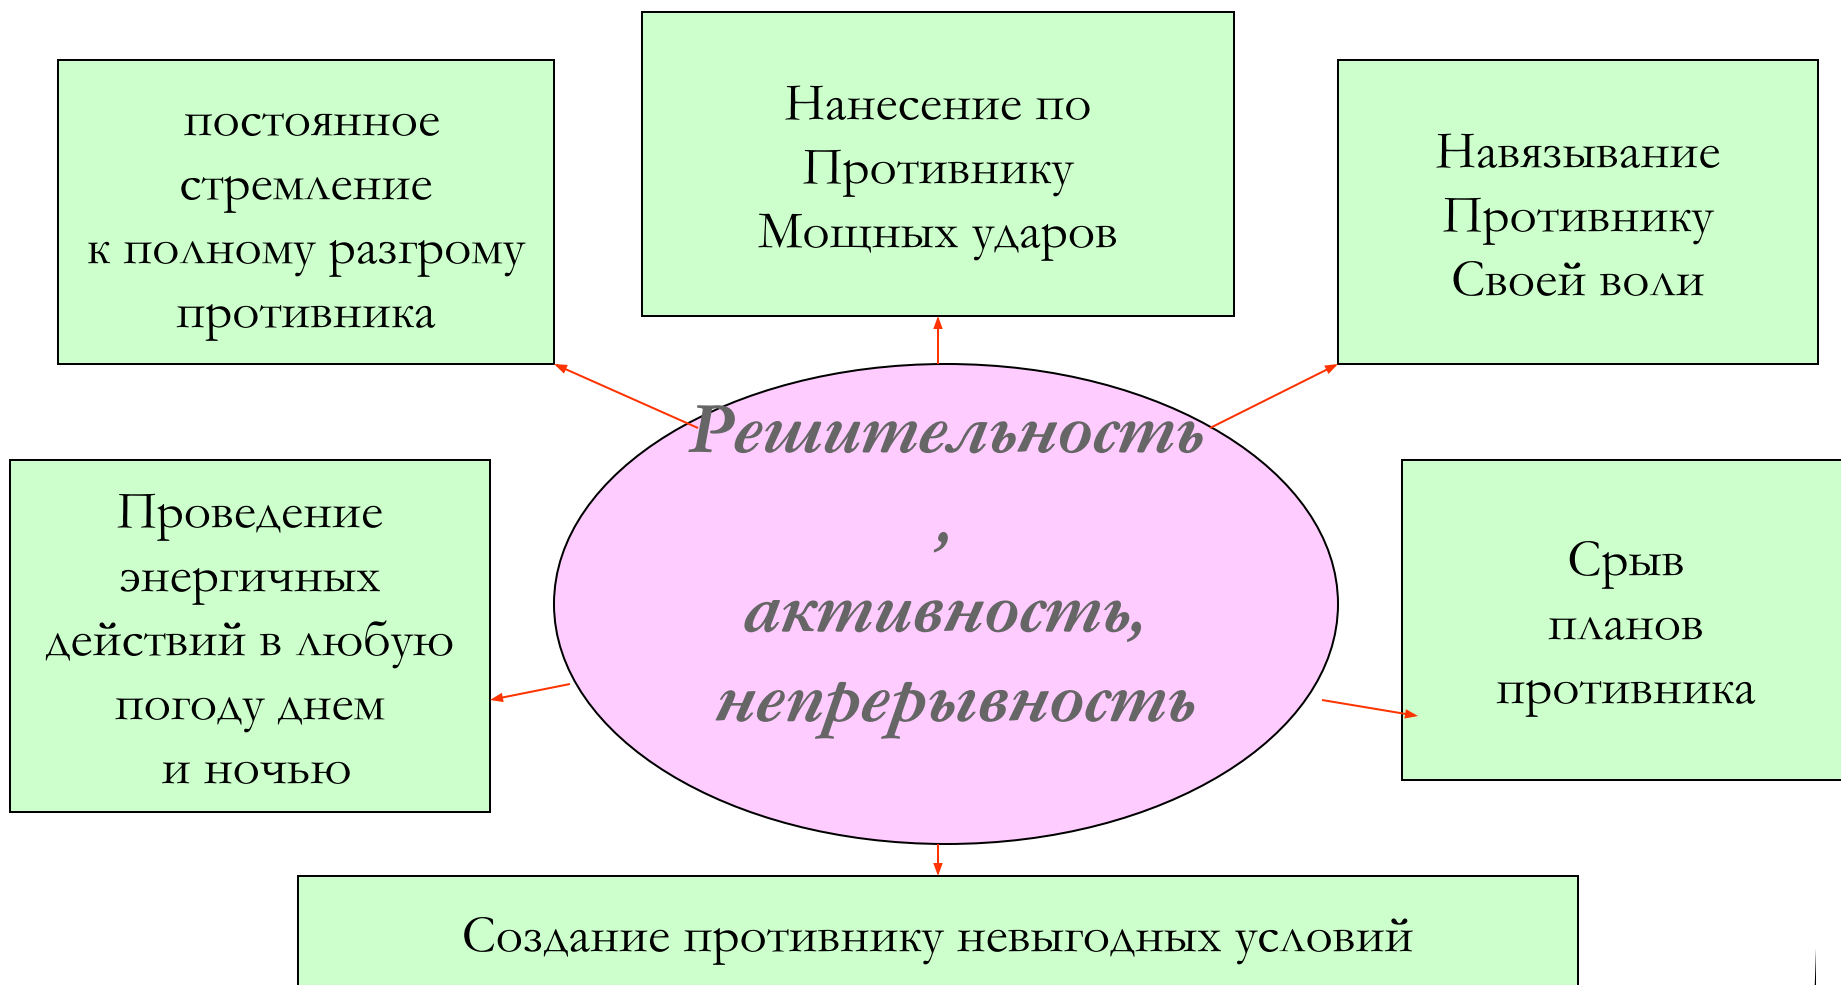 постоянное
стремление
к полному разгрому
противника
Нанесение по
Противнику
Мощных ударов
Навязывание
Противнику
Своей воли
Решительность
,
активность,
непрерывность
Проведение
энергичных
действий в любую
погоду днем
и ночью
Срыв
планов
противника
Создание противнику невыгодных условий